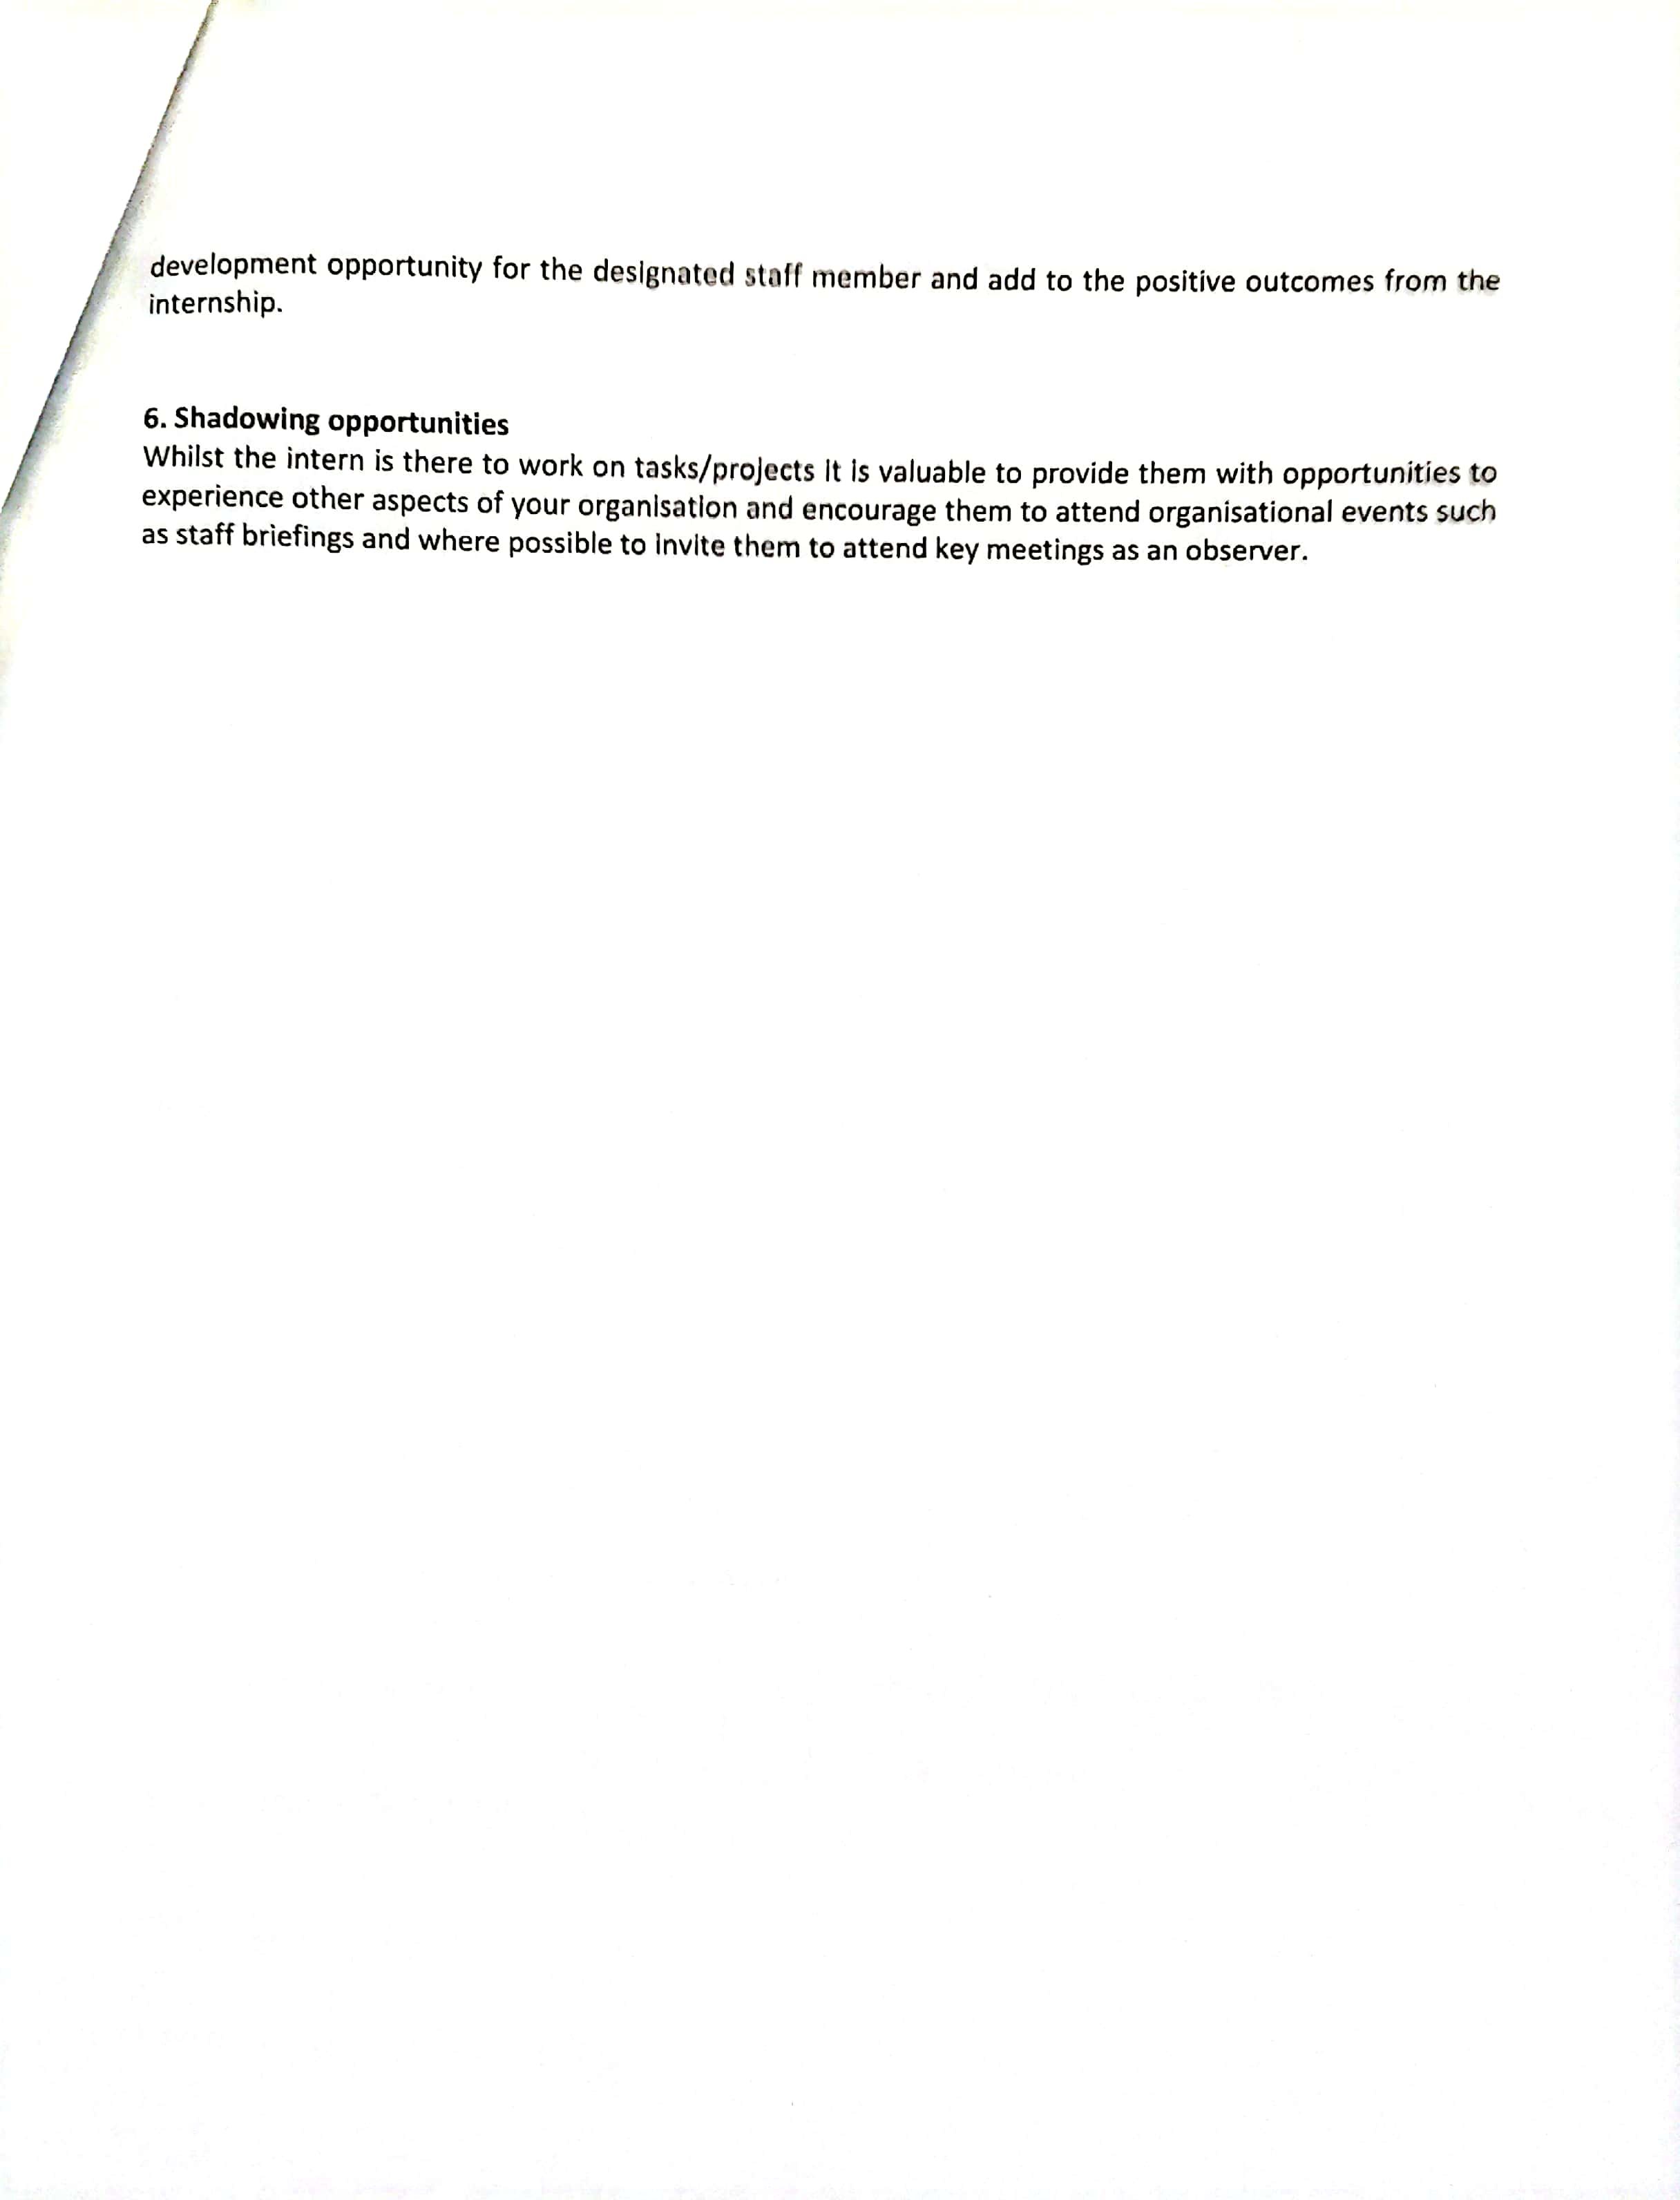 development opportunity for the designated staff member and add to the positive outcomes from the
internship.
6. Shadowing opportunities
Whilst the intern is there to work on tasks/projects it is valuable to provide them with opportunities to
experience other aspects of your organisation and encourage them to attend organisational events such
as staff briefings and where possible to invite them to attend key meetings as an observer.